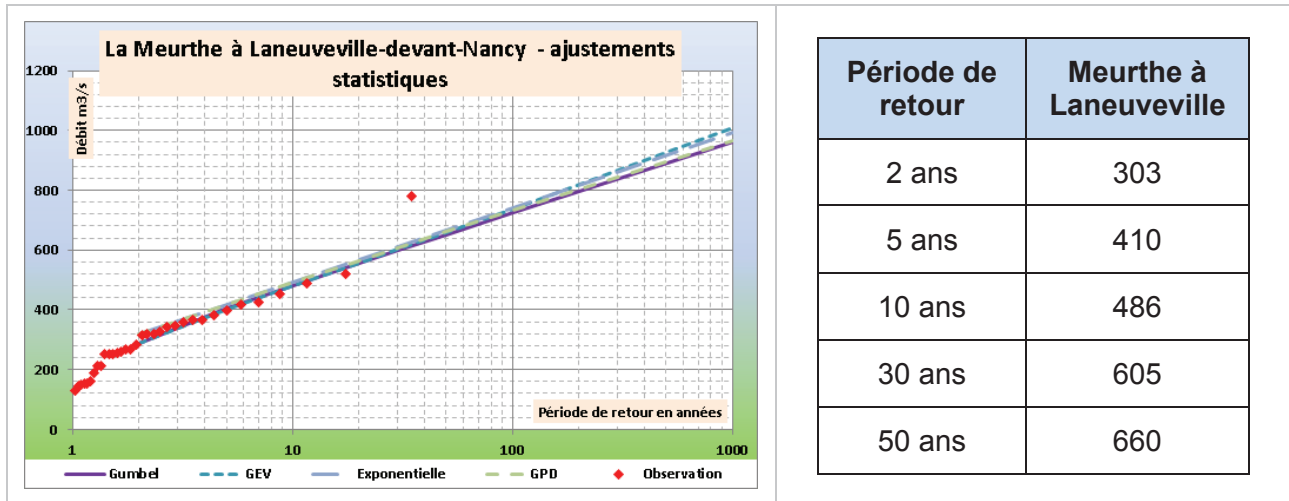 La Meurthe à Laneuveville-devant-Nancy - ajustements
statistiques
Débit m3/s
1200
1000
800
600
400
200
0
Période de retour en années
1
10
100
1000
Gumbel
GEV
Exponentielle
GPD
Observation
Période de retour
Meurthe à Laneuveville
2 ans
303
5 ans
410
10 ans
486
30 ans
605
50 ans
660